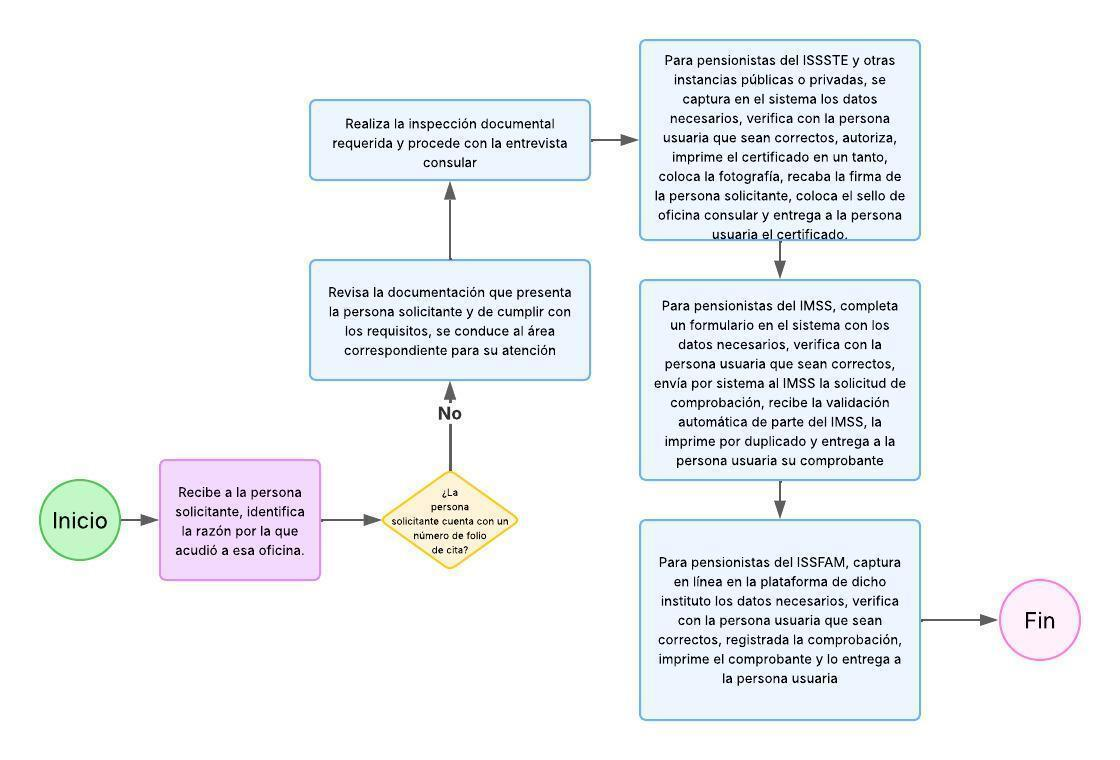 Inicio
Recibe a la persona
solicitante, identifica
la razón por la que
acudió a esa oficina.
¿La
persona
solicitante cuenta con un
número de folio
de cita?
No
Revisa la documentación que presenta
la persona solicitante y de cumplir con
los requisitos, se conduce al área
correspondiente para su atención
Realiza la inspección documental
requerida y procede con la entrevista
consular
Para pensionistas del ISSSTE y otras
instancias públicas o privadas, se
captura en el sistema los datos
necesarios, verifica con la persona
usuaria que sean correctos, autoriza,
imprime el certificado en un tanto,
coloca la fotografía, recaba la firma de
la persona solicitante, coloca el sello de
oficina consular y entrega a la persona
usuaria el certificado.
Para pensionistas del IMSS, completa
un formulario en el sistema con los
datos necesarios, verifica con la
persona usuaria que sean correctos,
envía por sistema al IMSS la solicitud de
comprobación, recibe la validación
automática de parte del IMSS, la
imprime por duplicado y entrega a la
persona usuaria su comprobante
Para pensionistas del ISSFAM, captura
en línea en la plataforma de dicho
instituto los datos necesarios, verifica
con la persona usuaria que sean
correctos, registrada la comprobación,
imprime el comprobante y lo entrega a
la persona usuaria
Fin